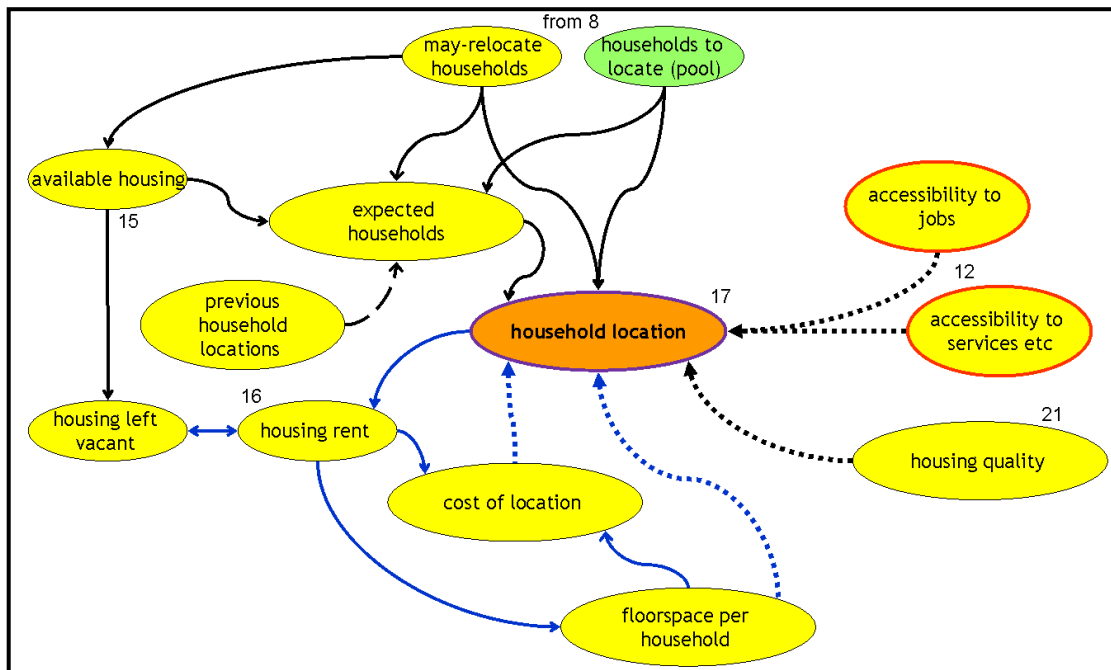 from 8
may-relocate
households
households to
locate (pool)
available housing
15
expected
households
accessibility to
jobs
12
previous
household
locations
17
household location
accessibility to
services etc
16
housing left
vacant
housing rent
21
housing quality
cost of location
floorspace per
household